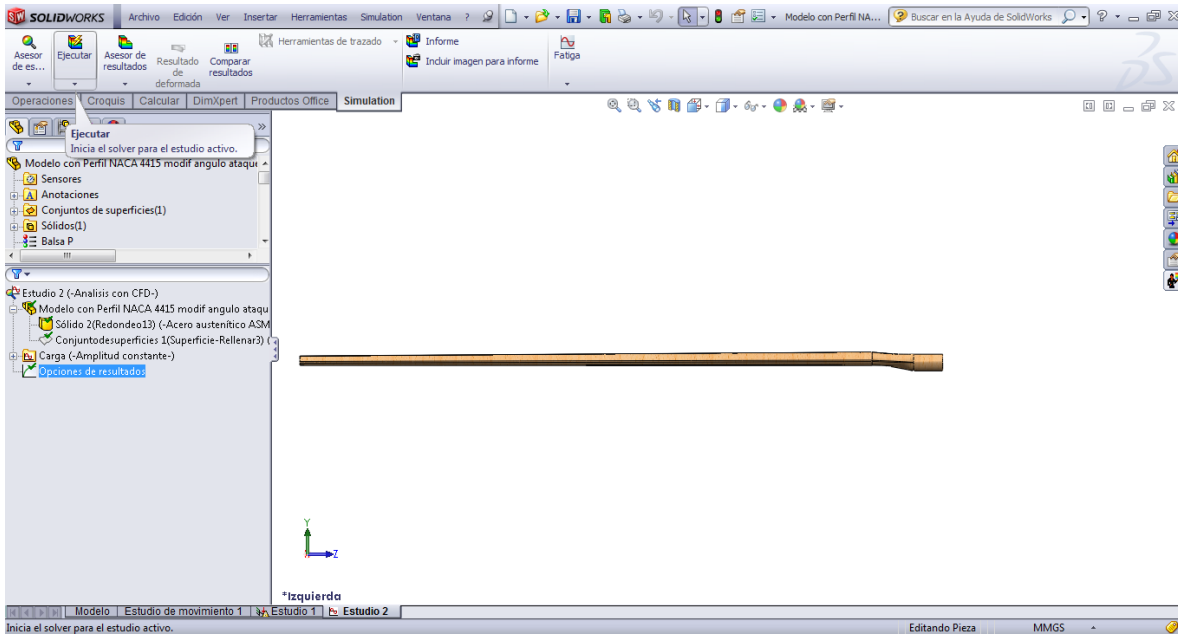 SOLIDWORKS Archivo Edición Ver Insertar Herramientas Simulation Ventana ? Modelo con Perfil NA... Buscar en la Ayuda de SolidWorks ?
Asesor de es...
Ejecutar
Asesor de resultados
Resultado de deformada
Comparar resultados
Herramientas de trazado
Informe
Incluir imagen para informe
Fatiga
Operaciones Croquis Calcular DimXpert Productos Office Simulation
Ejecutar
Inicia el solver para el estudio activo.
Modelo con Perfil NACA 4415 modif angulo ataque
Sensores
Anotaciones
Conjuntos de superficies(1)
Sólidos(1)
Balsa P
Estudio 2 (-Analisis con CFD-)
Modelo con Perfil NACA 4415 modif angulo ataqu
Sólido 2(Redondeo13) (-Acero austenítico ASM
Conjuntodesuperficies 1(Superficie-Rellenar3) (
Carga (-Amplitud constante-)
Opciones de resultados
Y
Z
*Izquierda
Modelo Estudio de movimiento 1 Estudio 1 Estudio 2
Inicia el solver para el estudio activo. Editando Pieza MMGS